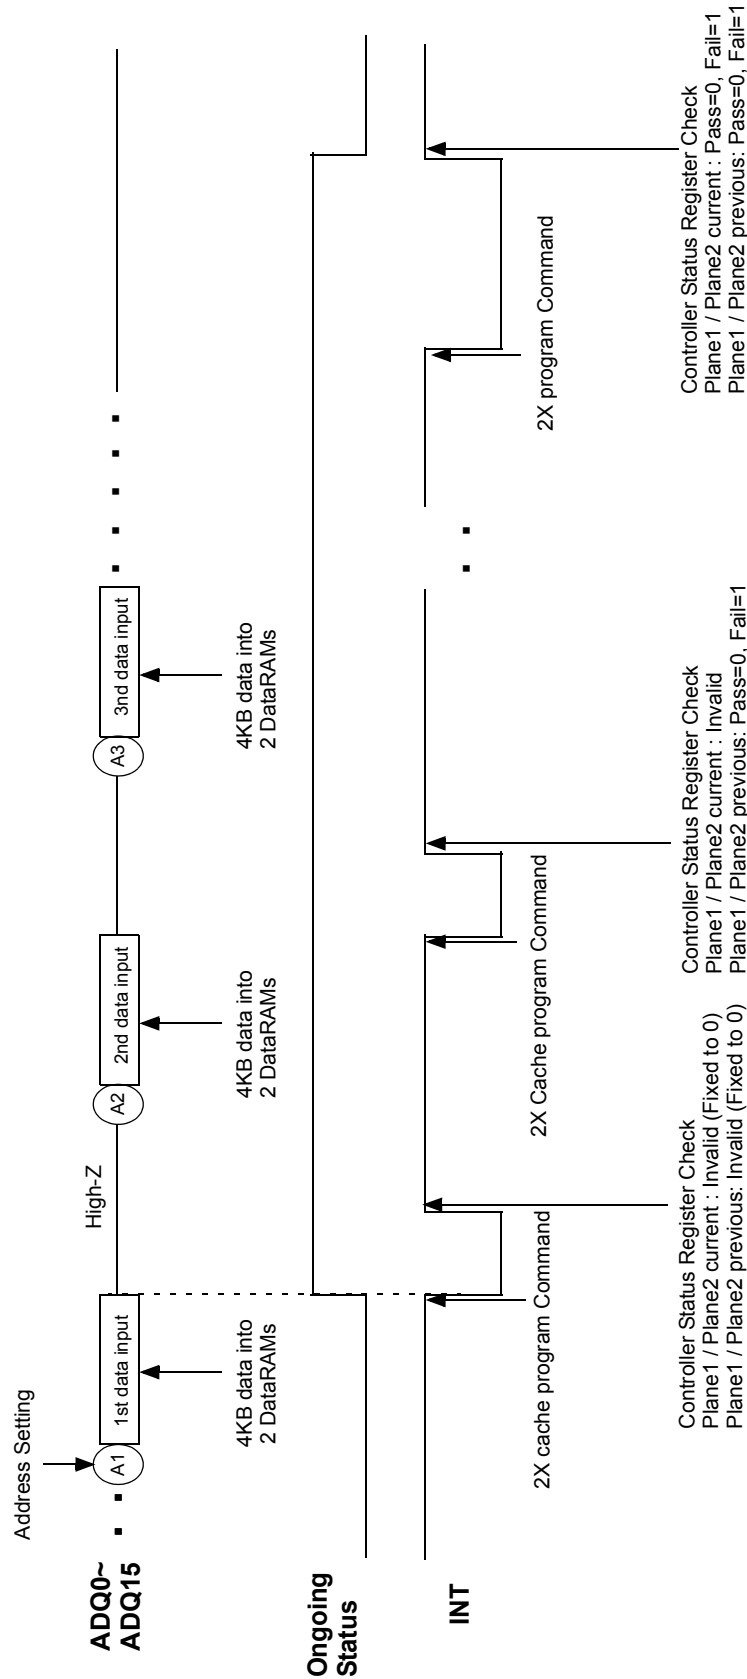 Address Setting
ADQ0~
ADQ15
A1
1st data input
High-Z
A2
2nd data input
A3
3nd data input
4KB data into
2 DataRAMs
4KB data into
2 DataRAMs
4KB data into
2 DataRAMs
Ongoing
Status
INT
2X cache program Command
2X Cache program Command
2X program Command
Controller Status Register Check
Plane1 / Plane2 current : Invalid (Fixed to 0)
Plane1 / Plane2 previous: Invalid (Fixed to 0)
Controller Status Register Check
Plane1 / Plane2 current : Invalid
Plane1 / Plane2 previous: Pass=0, Fail=1
Controller Status Register Check
Plane1 / Plane2 current : Pass=0, Fail=1
Plane1 / Plane2 previous: Pass=0, Fail=1